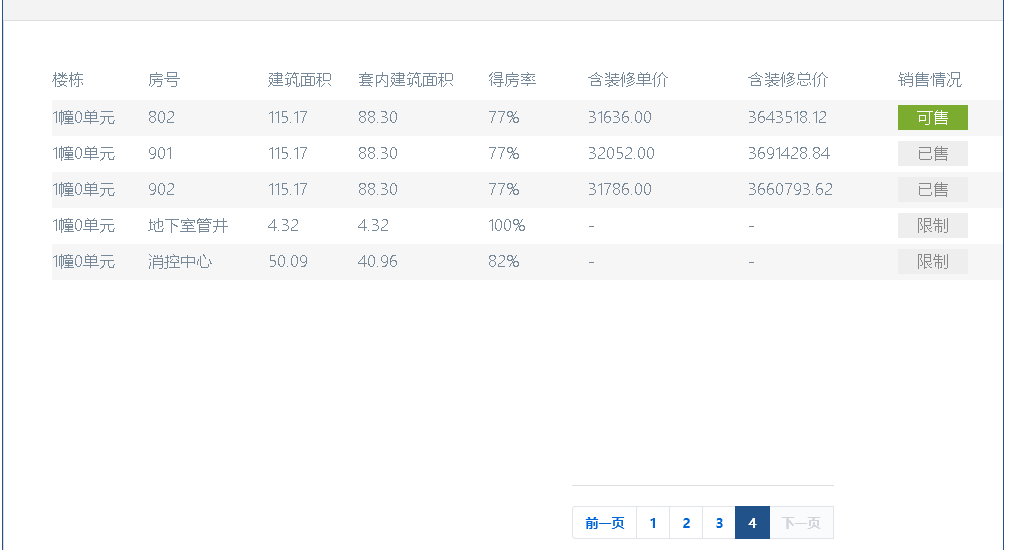 楼栋 房号 建筑面积 套内建筑面积 得房率 含装修单价 含装修总价 销售情况
1幢0单元 802 115.17 88.30 77% 31636.00 3643518.12 可售
1幢0单元 901 115.17 88.30 77% 32052.00 3691428.84 已售
1幢0单元 902 115.17 88.30 77% 31786.00 3660793.62 已售
1幢0单元 地下室管井 4.32 4.32 100% - - 限制
1幢0单元 消控中心 50.09 40.96 82% - - 限制
前一页 1 2 3 4 下一页